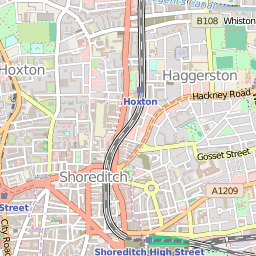 B108
Whiston
Hoxton
Haggerston
Hoxton
Hackney Road
Gosset Street
Shoreditch
A1209
Street
City Road
Shoreditch High Street